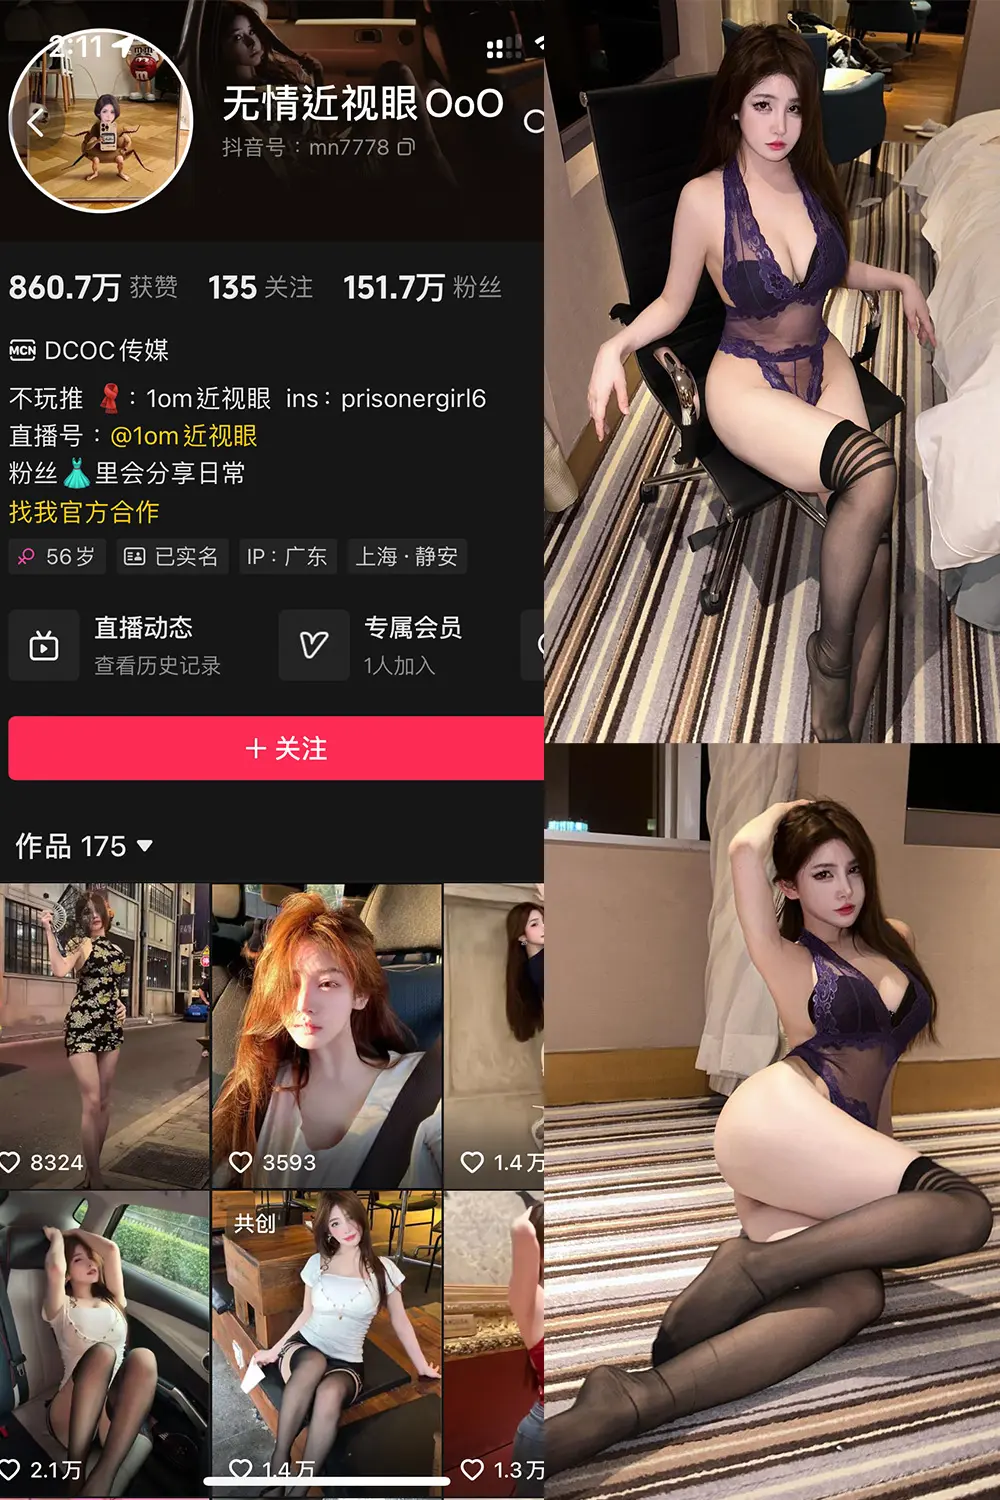 2:11
无情近视眼OoO
抖音号：mn7778
860.7万 获赞 135 关注 151.7万 粉丝
MCN DCOC传媒
不玩推 🧣：1om近视眼 ins：prisonergirl6
直播号：@1om近视眼
粉丝👗里会分享日常
找我官方合作
56岁 已实名 IP：广东 上海·静安
直播动态
查看历史记录
专属会员
1人加入
＋关注
作品 175
8324
3593
1.4万
共创
2.1万
1.4万
1.3万